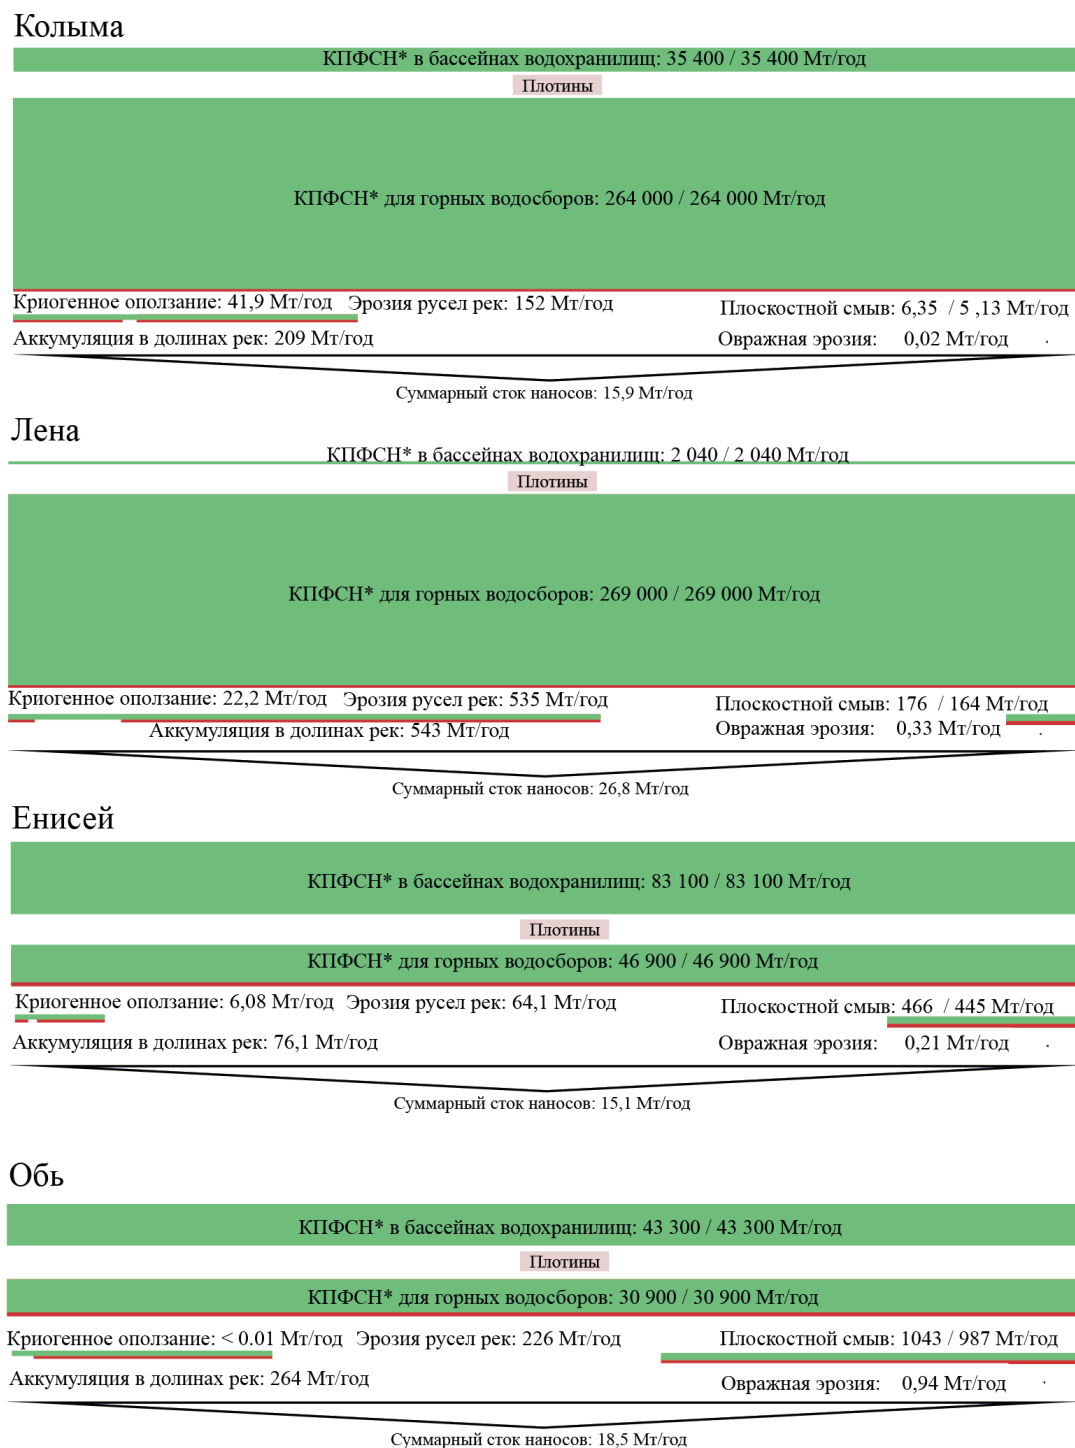 Колыма
КПФСН* в бассейнах водохранилищ: 35 400 / 35 400 Мт/год
Плотины
КПФСН* для горных водосборов: 264 000 / 264 000 Мт/год
Криогенное оползание: 41,9 Мт/год Эрозия русел рек: 152 Мт/год Плоскостной смыв: 6,35 / 5 ,13 Мт/год
Аккумуляция в долинах рек: 209 Мт/год Овражная эрозия: 0,02 Мт/год .
Суммарный сток наносов: 15,9 Мт/год
Лена
КПФСН* в бассейнах водохранилищ: 2 040 / 2 040 Мт/год
Плотины
КПФСН* для горных водосборов: 269 000 / 269 000 Мт/год
Криогенное оползание: 22,2 Мт/год Эрозия русел рек: 535 Мт/год Плоскостной смыв: 176 / 164 Мт/год
Аккумуляция в долинах рек: 543 Мт/год Овражная эрозия: 0,33 Мт/год .
Суммарный сток наносов: 26,8 Мт/год
Енисей
КПФСН* в бассейнах водохранилищ: 83 100 / 83 100 Мт/год
Плотины
КПФСН* для горных водосборов: 46 900 / 46 900 Мт/год
Криогенное оползание: 6,08 Мт/год Эрозия русел рек: 64,1 Мт/год Плоскостной смыв: 466 / 445 Мт/год
Аккумуляция в долинах рек: 76,1 Мт/год Овражная эрозия: 0,21 Мт/год .
Суммарный сток наносов: 15,1 Мт/год
Обь
КПФСН* в бассейнах водохранилищ: 43 300 / 43 300 Мт/год
Плотины
КПФСН* для горных водосборов: 30 900 / 30 900 Мт/год
Криогенное оползание: < 0.01 Мт/год Эрозия русел рек: 226 Мт/год Плоскостной смыв: 1043 / 987 Мт/год
Аккумуляция в долинах рек: 264 Мт/год Овражная эрозия: 0,94 Мт/год .
Суммарный сток наносов: 18,5 Мт/год